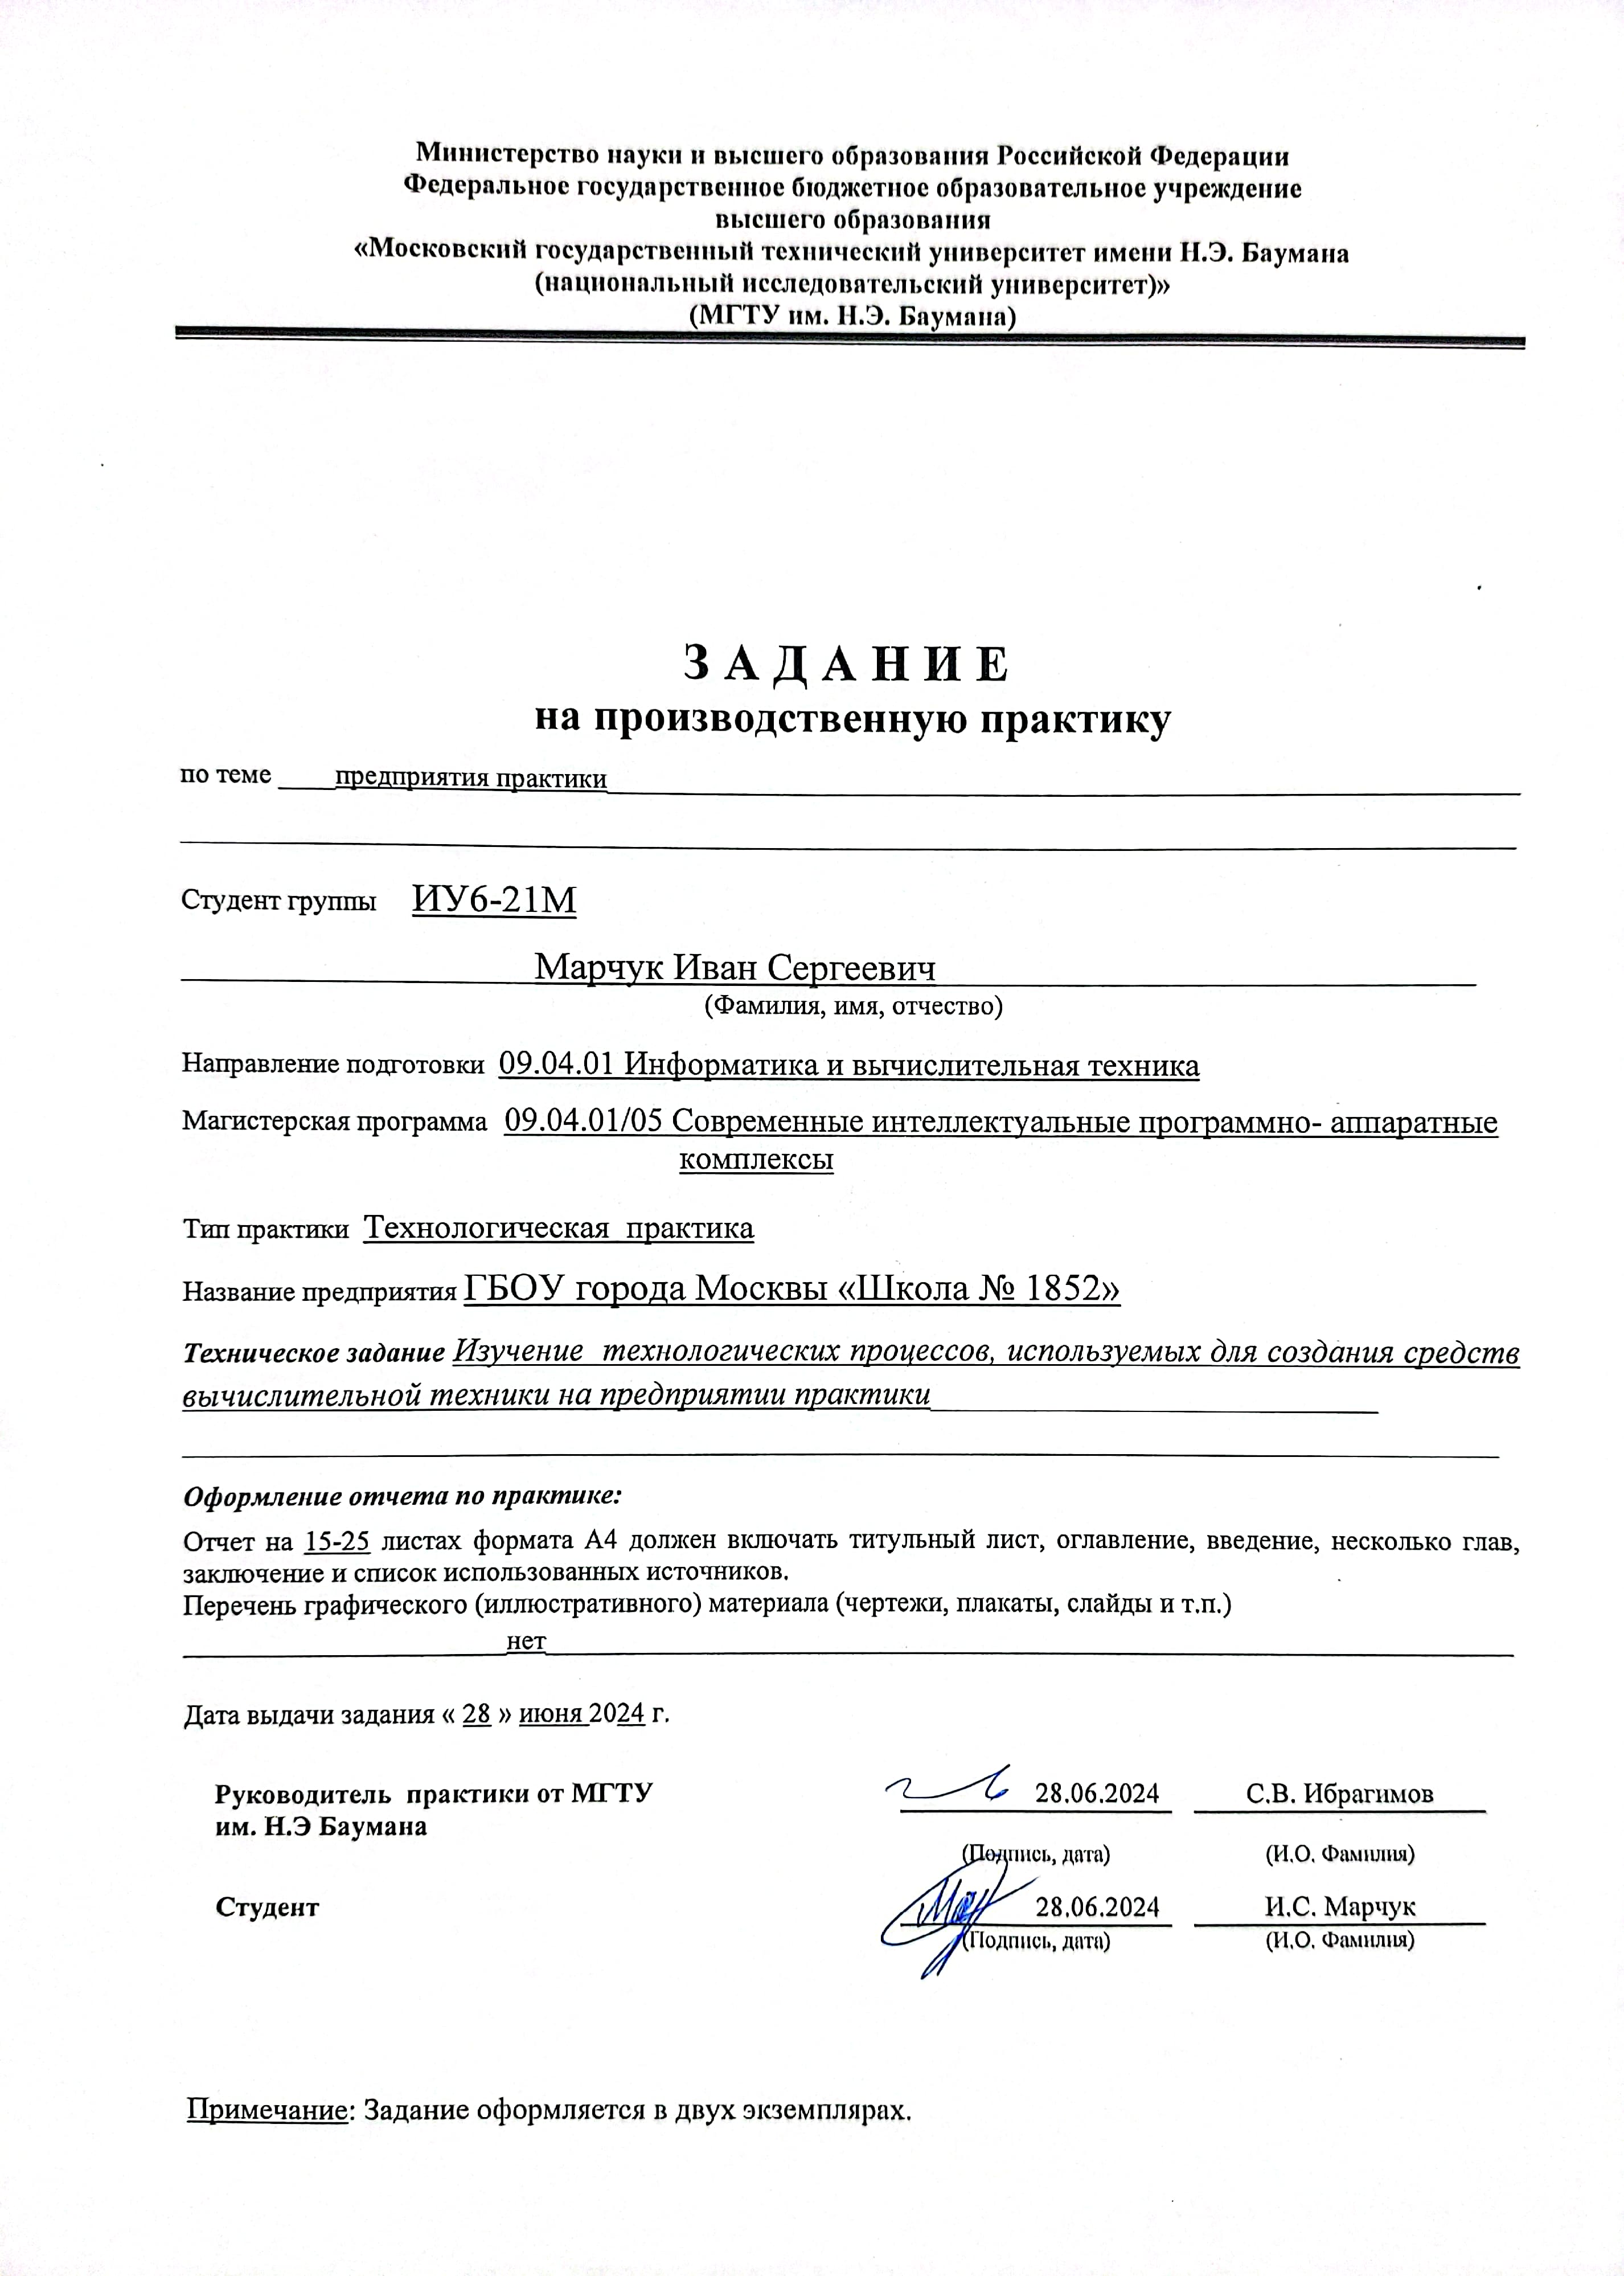 Министерство науки и высшего образования Российской Федерации
Федеральное государственное бюджетное образовательное учреждение
высшего образования
«Московский государственный технический университет имени Н.Э. Баумана
(национальный исследовательский университет)»
(МГТУ им. Н.Э. Баумана)
З А Д А Н И Е
на производственную практику
по теме предприятия практики
Студент группы ИУ6-21М
Марчук Иван Сергеевич
(Фамилия, имя, отчество)
Направление подготовки 09.04.01 Информатика и вычислительная техника
Магистерская программа 09.04.01/05 Современные интеллектуальные программно- аппаратные
комплексы
Тип практики Технологическая практика
Название предприятия ГБОУ города Москвы «Школа № 1852»
Техническое задание Изучение технологических процессов, используемых для создания средств
вычислительной техники на предприятии практики
Оформление отчета по практике:
Отчет на 15-25 листах формата А4 должен включать титульный лист, оглавление, введение, несколько глав,
заключение и список использованных источников.
Перечень графического (иллюстративного) материала (чертежи, плакаты, слайды и т.п.)
нет
Дата выдачи задания « 28 » июня 2024 г.
Руководитель практики от МГТУ 28.06.2024 С.В. Ибрагимов
им. Н.Э Баумана
(Подпись, дата) (И.О. Фамилия)
Студент 28.06.2024 И.С. Марчук
(Подпись, дата) (И.О. Фамилия)
Примечание: Задание оформляется в двух экземплярах.